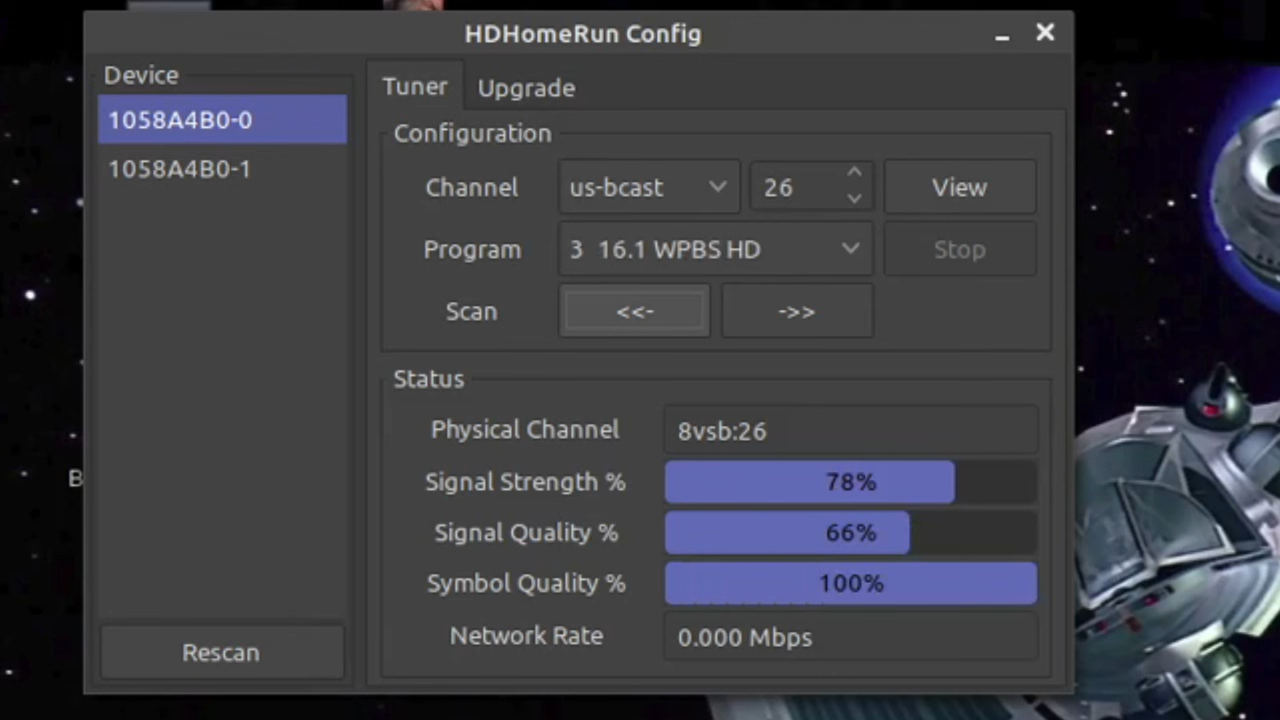 HDHomeRun Config
Device
1058A4B0-0
1058A4B0-1
Rescan
Tuner Upgrade
Configuration
Channel us-bcast 26 View
Program 3 16.1 WPBS HD Stop
Scan <<- ->>
Status
Physical Channel 8vsb:26
Signal Strength % 78%
Signal Quality % 66%
Symbol Quality % 100%
Network Rate 0.000 Mbps
B